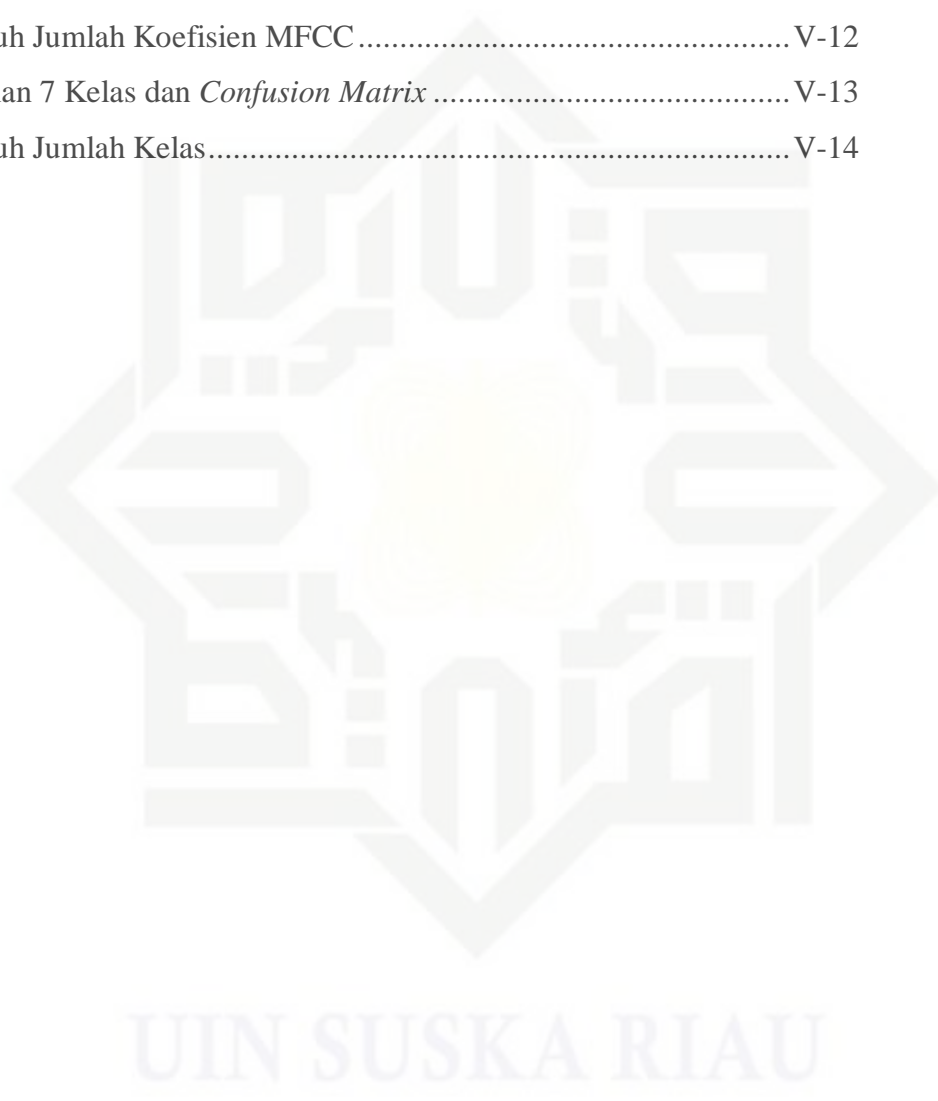 uh Jumlah Koefisien MFCC.................................................... V-12
an 7 Kelas dan Confusion Matrix ........................................... V-13
uh Jumlah Kelas...................................................................... V-14
UIN SUSKA RIAU